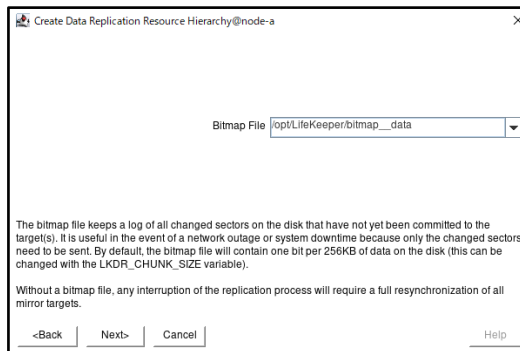 Create Data Replication Resource Hierarchy@node-a
Bitmap File /opt/LifeKeeper/bitmap__data
The bitmap file keeps a log of all changed sectors on the disk that have not yet been committed to the
target(s). It is useful in the event of a network outage or system downtime because only the changed sectors
need to be sent. By default, the bitmap file will contain one bit per 256KB of data on the disk (this can be
changed with the LKDR_CHUNK_SIZE variable).
Without a bitmap file, any interruption of the replication process will require a full resynchronization of all
mirror targets.
<Back Next> Cancel Help